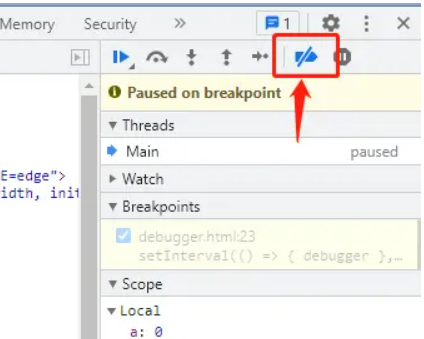 Memory Security » 1
Paused on breakpoint
Threads
Main paused
E=edge">
Watch
idth, init
Breakpoints
debugger.html:23
setInterval(() => { debugger },…
Scope
Local
a: 0